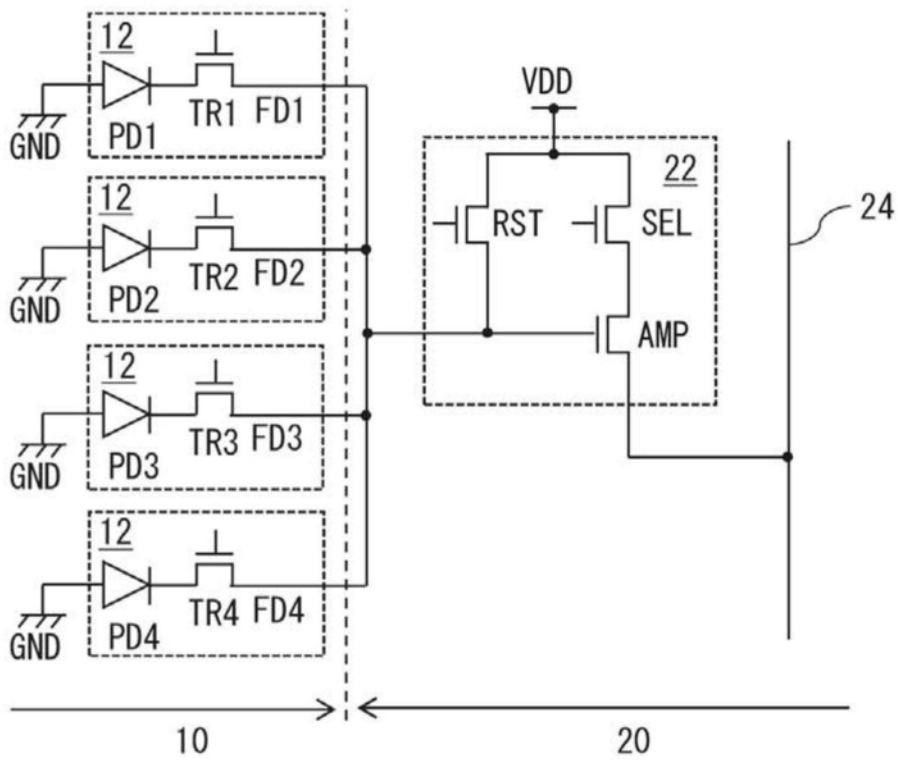 12
GND
PD1
TR1
FD1
12
GND
PD2
TR2
FD2
12
GND
PD3
TR3
FD3
12
GND
PD4
TR4
FD4
VDD
22
RST
SEL
AMP
24
10
20